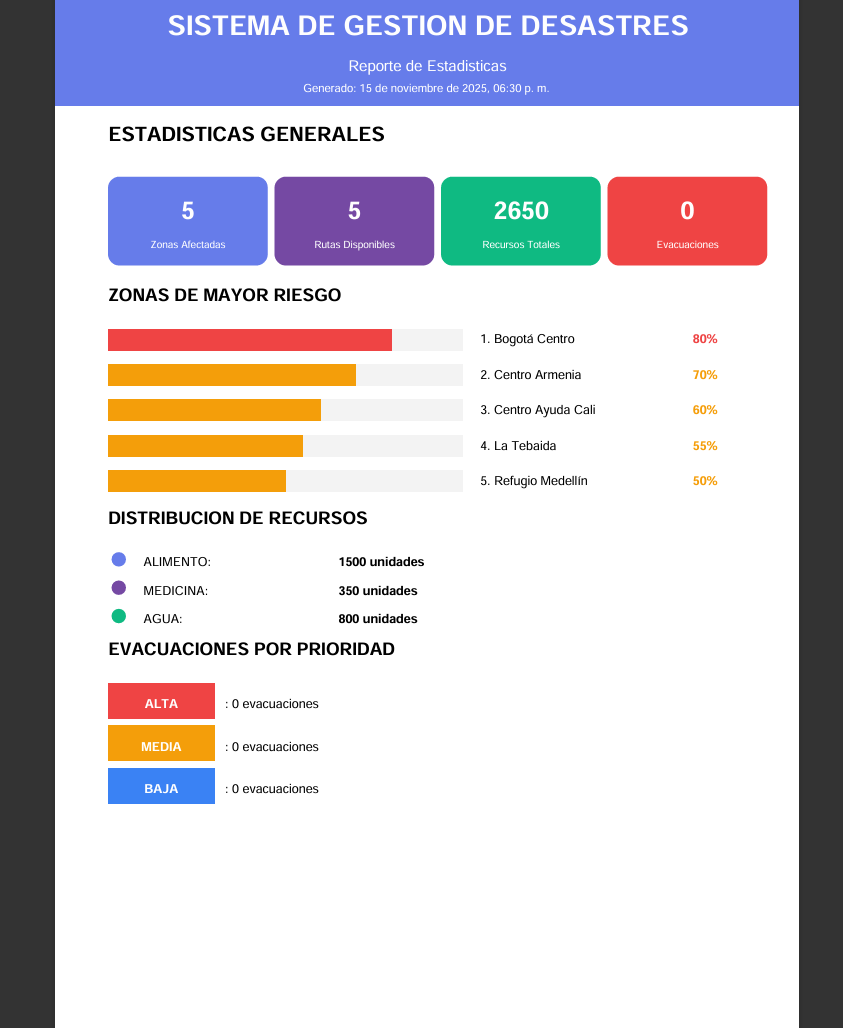 SISTEMA DE GESTION DE DESASTRES
Reporte de Estadisticas
Generado: 15 de noviembre de 2025, 06:30 p. m.
ESTADISTICAS GENERALES
5 5 2650 0
Zonas Afectadas Rutas Disponibles Recursos Totales Evacuaciones
ZONAS DE MAYOR RIESGO
1. Bogotá Centro 80%
2. Centro Armenia 70%
3. Centro Ayuda Cali 60%
4. La Tebaida 55%
5. Refugio Medellín 50%
DISTRIBUCION DE RECURSOS
ALIMENTO: 1500 unidades
MEDICINA: 350 unidades
AGUA: 800 unidades
EVACUACIONES POR PRIORIDAD
ALTA : 0 evacuaciones
MEDIA : 0 evacuaciones
BAJA : 0 evacuaciones